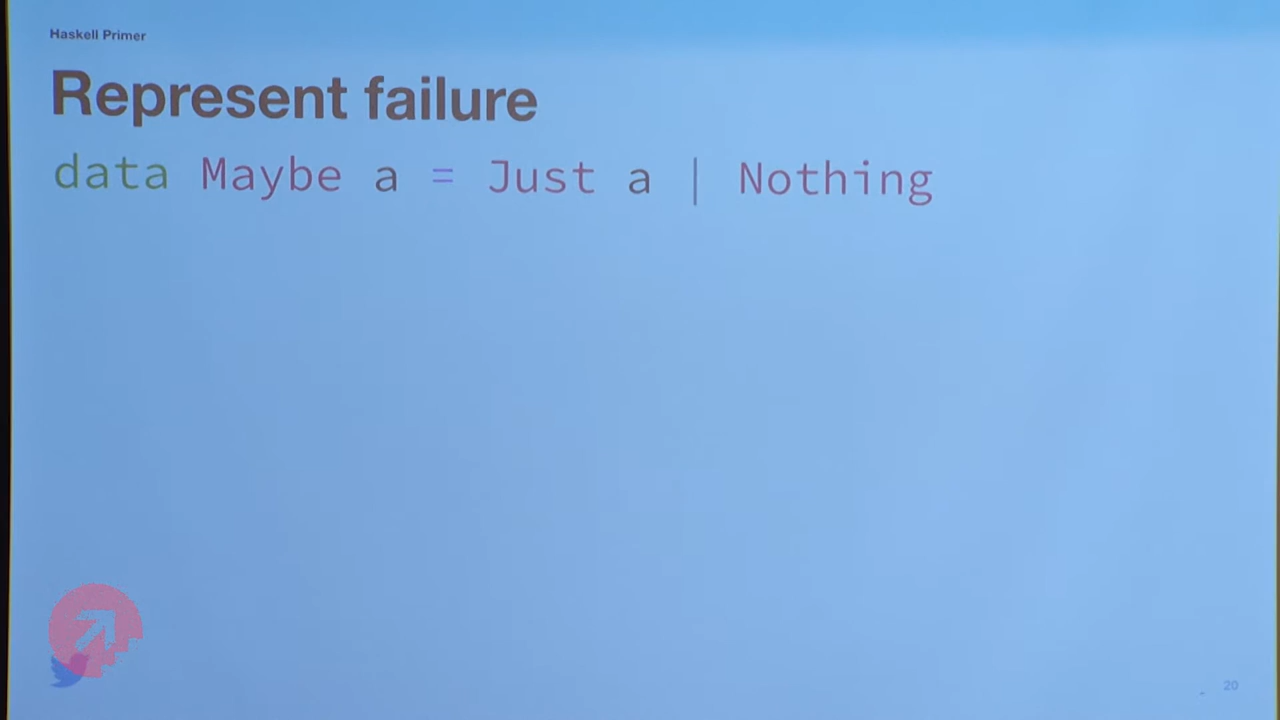 Haskell Primer
Represent failure
data Maybe a = Just a | Nothing
20